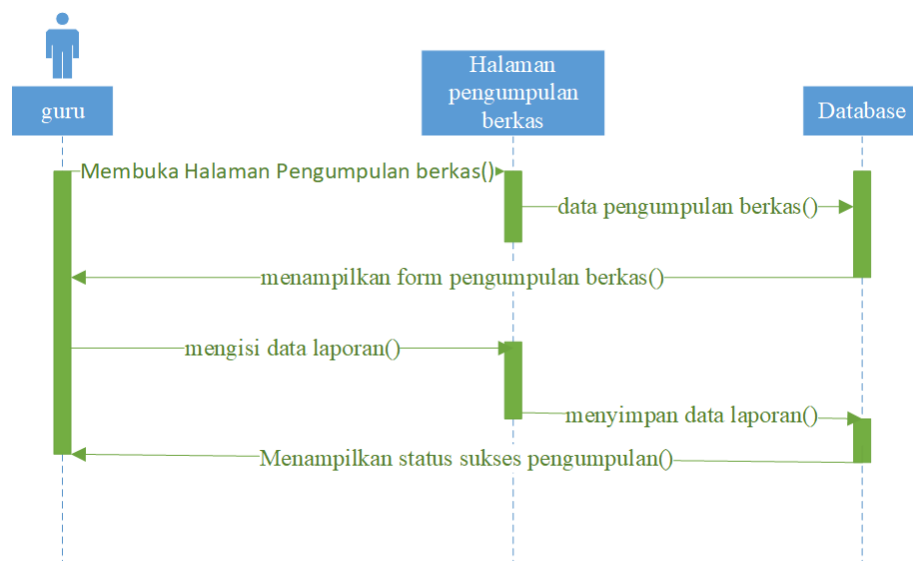 guru
Halaman
pengumpulan
berkas
Database
Membuka Halaman Pengumpulan berkas()
data pengumpulan berkas()
menampilkan form pengumpulan berkas()
mengisi data laporan()
menyimpan data laporan()
Menampilkan status sukses pengumpulan()